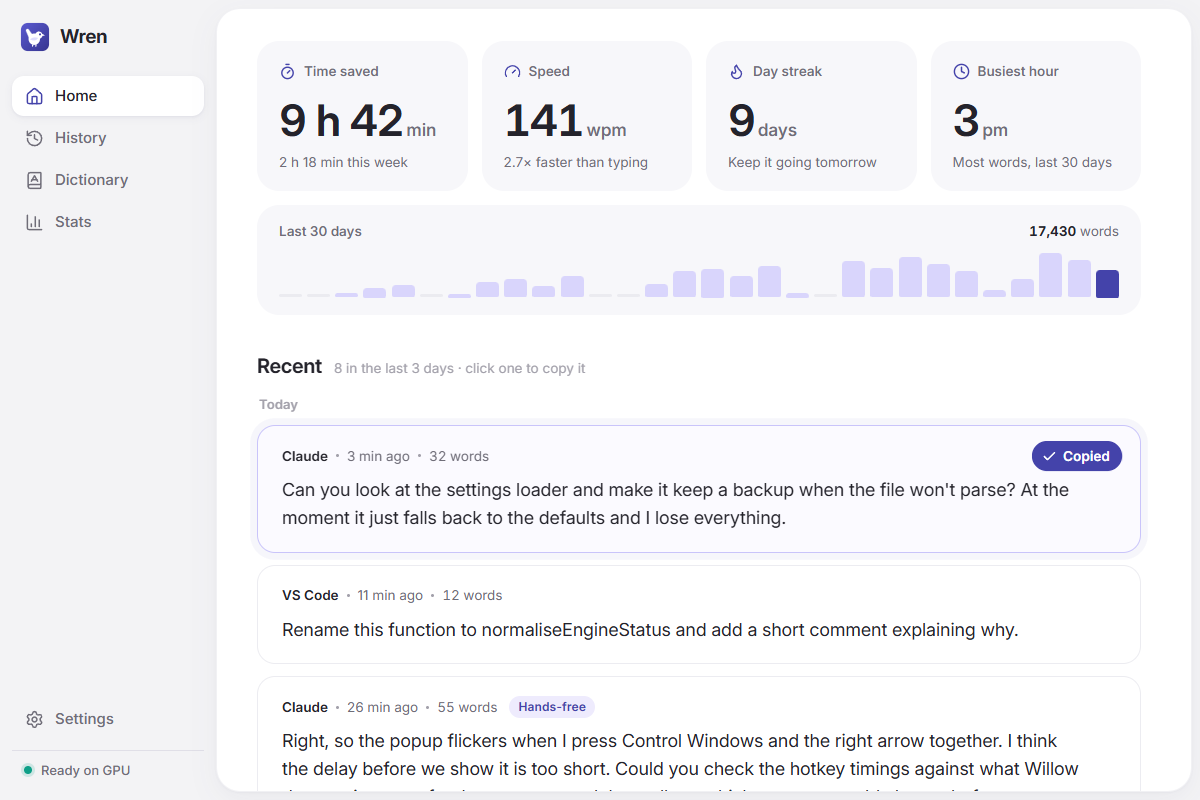 Wren
Home
History
Dictionary
Stats
Settings
Ready on GPU
Time saved
9 h 42 min
2 h 18 min this week
Speed
141 wpm
2.7× faster than typing
Day streak
9 days
Keep it going tomorrow
Busiest hour
3 pm
Most words, last 30 days
Last 30 days
17,430 words
Recent
8 in the last 3 days · click one to copy it
Today
Claude · 3 min ago · 32 words
Copied
Can you look at the settings loader and make it keep a backup when the file won't parse? At the
moment it just falls back to the defaults and I lose everything.
VS Code · 11 min ago · 12 words
Rename this function to normaliseEngineStatus and add a short comment explaining why.
Claude · 26 min ago · 55 words
Hands-free
Right, so the popup flickers when I press Control Windows and the right arrow together. I think
the delay before we show it is too short. Could you check the hotkey timings against what Willow